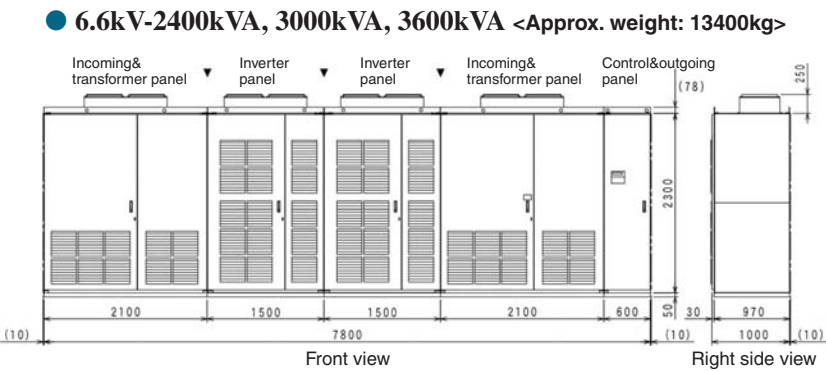 ● 6.6kV-2400kVA, 3000kVA, 3600kVA <Approx. weight: 13400kg>
Incoming&
transformer panel
▼
Inverter
panel
▼
Inverter
panel
▼
Incoming&
transformer panel
Control&outgoing
panel
(78)
250
2300
50
2100
1500
1500
2100
600
30
970
(10)
7800
(10)
1000
(10)
Front view
Right side view